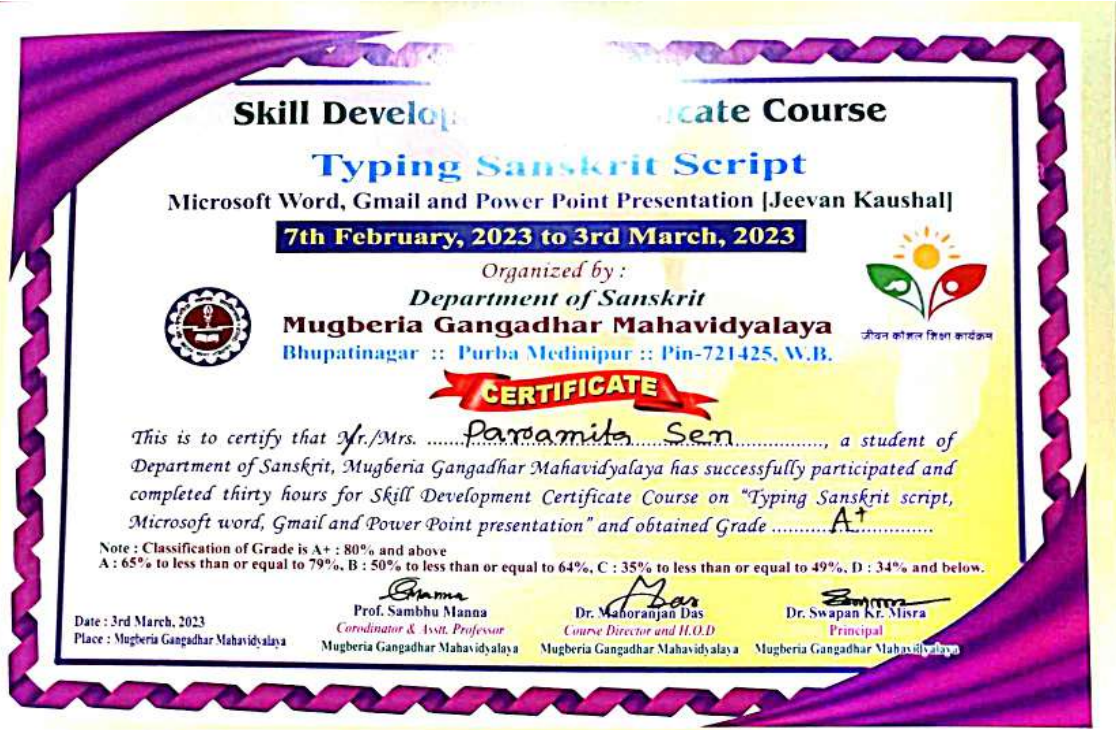 Skill Develop cate Course
Typing Sanskrit Script
Microsoft Word, Gmail and Power Point Presentation [Jeevan Kaushal]
7th February, 2023 to 3rd March, 2023
Organized by :
Department of Sanskrit
Mugberia Gangadhar Mahavidyalaya
Bhupatinagar :: Purba Medinipur :: Pin-721425, W.B.
जीवन कौशल शिक्षा कार्यक्रम
CERTIFICATE
This is to certify that Mr./Mrs. Paramita Sen, a student of
Department of Sanskrit, Mugberia Gangadhar Mahavidyalaya has successfully participated and
completed thirty hours for Skill Development Certificate Course on "Typing Sanskrit script,
Microsoft word, Gmail and Power Point presentation" and obtained Grade A+
Note : Classification of Grade is A+ : 80% and above
A : 65% to less than or equal to 79%, B : 50% to less than or equal to 64%, C : 35% to less than or equal to 49%, D : 34% and below.
Date : 3rd March, 2023
Place : Mugberia Gangadhar Mahavidyalaya
Prof. Sambhu Manna
Corodinator & Asstt. Professor
Mugberia Gangadhar Mahavidyalaya
Dr. Manoranjan Das
Course Director and H.O.D
Mugberia Gangadhar Mahavidyalaya
Dr. Swapan Kr. Misra
Principal
Mugberia Gangadhar Mahavidyalaya